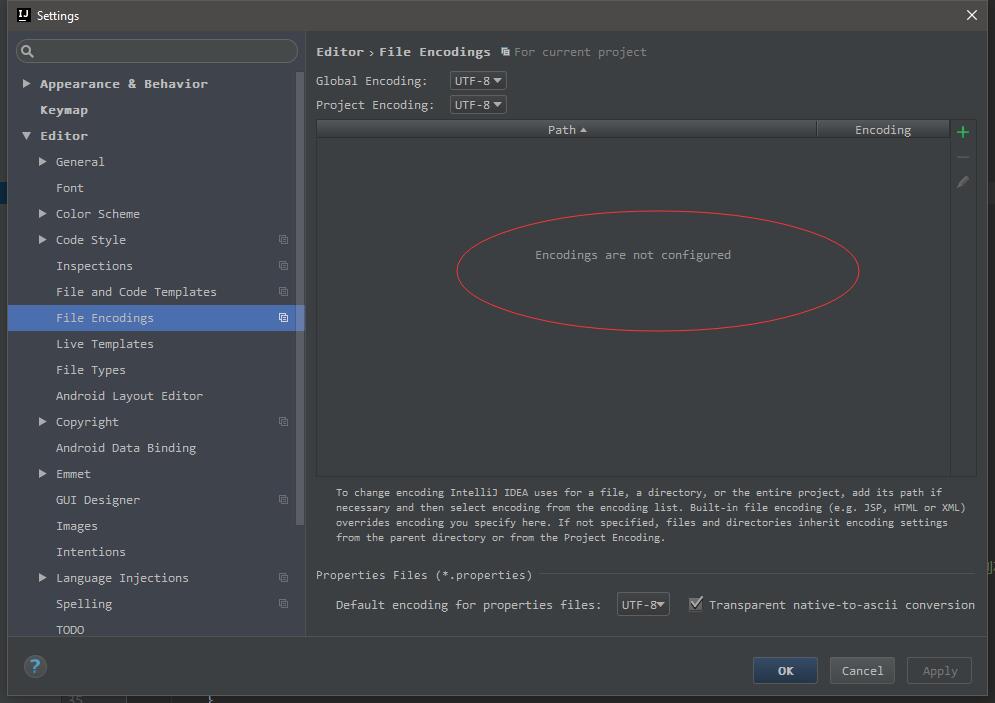 Settings
Editor › File Encodings For current project
Global Encoding: UTF-8
Project Encoding: UTF-8
Path Encoding
Encodings are not configured
Appearance & Behavior
Keymap
Editor
General
Font
Color Scheme
Code Style
Inspections
File and Code Templates
File Encodings
Live Templates
File Types
Android Layout Editor
Copyright
Android Data Binding
Emmet
GUI Designer
Images
Intentions
Language Injections
Spelling
TODO
To change encoding IntelliJ IDEA uses for a file, a directory, or the entire project, add its path if
necessary and then select encoding from the encoding list. Built-in file encoding (e.g. JSP, HTML or XML)
overrides encoding you specify here. If not specified, files and directories inherit encoding settings
from the parent directory or from the Project Encoding.
Properties Files (*.properties)
Default encoding for properties files: UTF-8 Transparent native-to-ascii conversion
? OK Cancel Apply
35 }